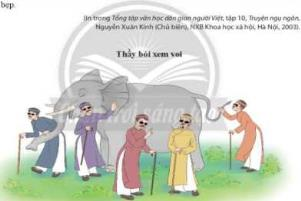 bẹp.
(In trong Tổng tập văn học dân gian người Việt, tập 10, Truyện ngụ ngôn,
Nguyễn Xuân Kính (Chủ biên), NXB Khoa học xã hội, Hà Nội, 2003).
Thầy bói xem voi